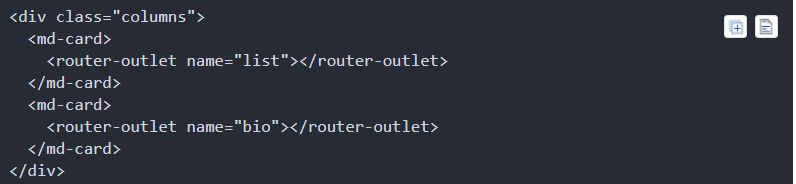 <div class="columns">
  <md-card>
    <router-outlet name="list"></router-outlet>
  </md-card>
  <md-card>
    <router-outlet name="bio"></router-outlet>
  </md-card>
</div>